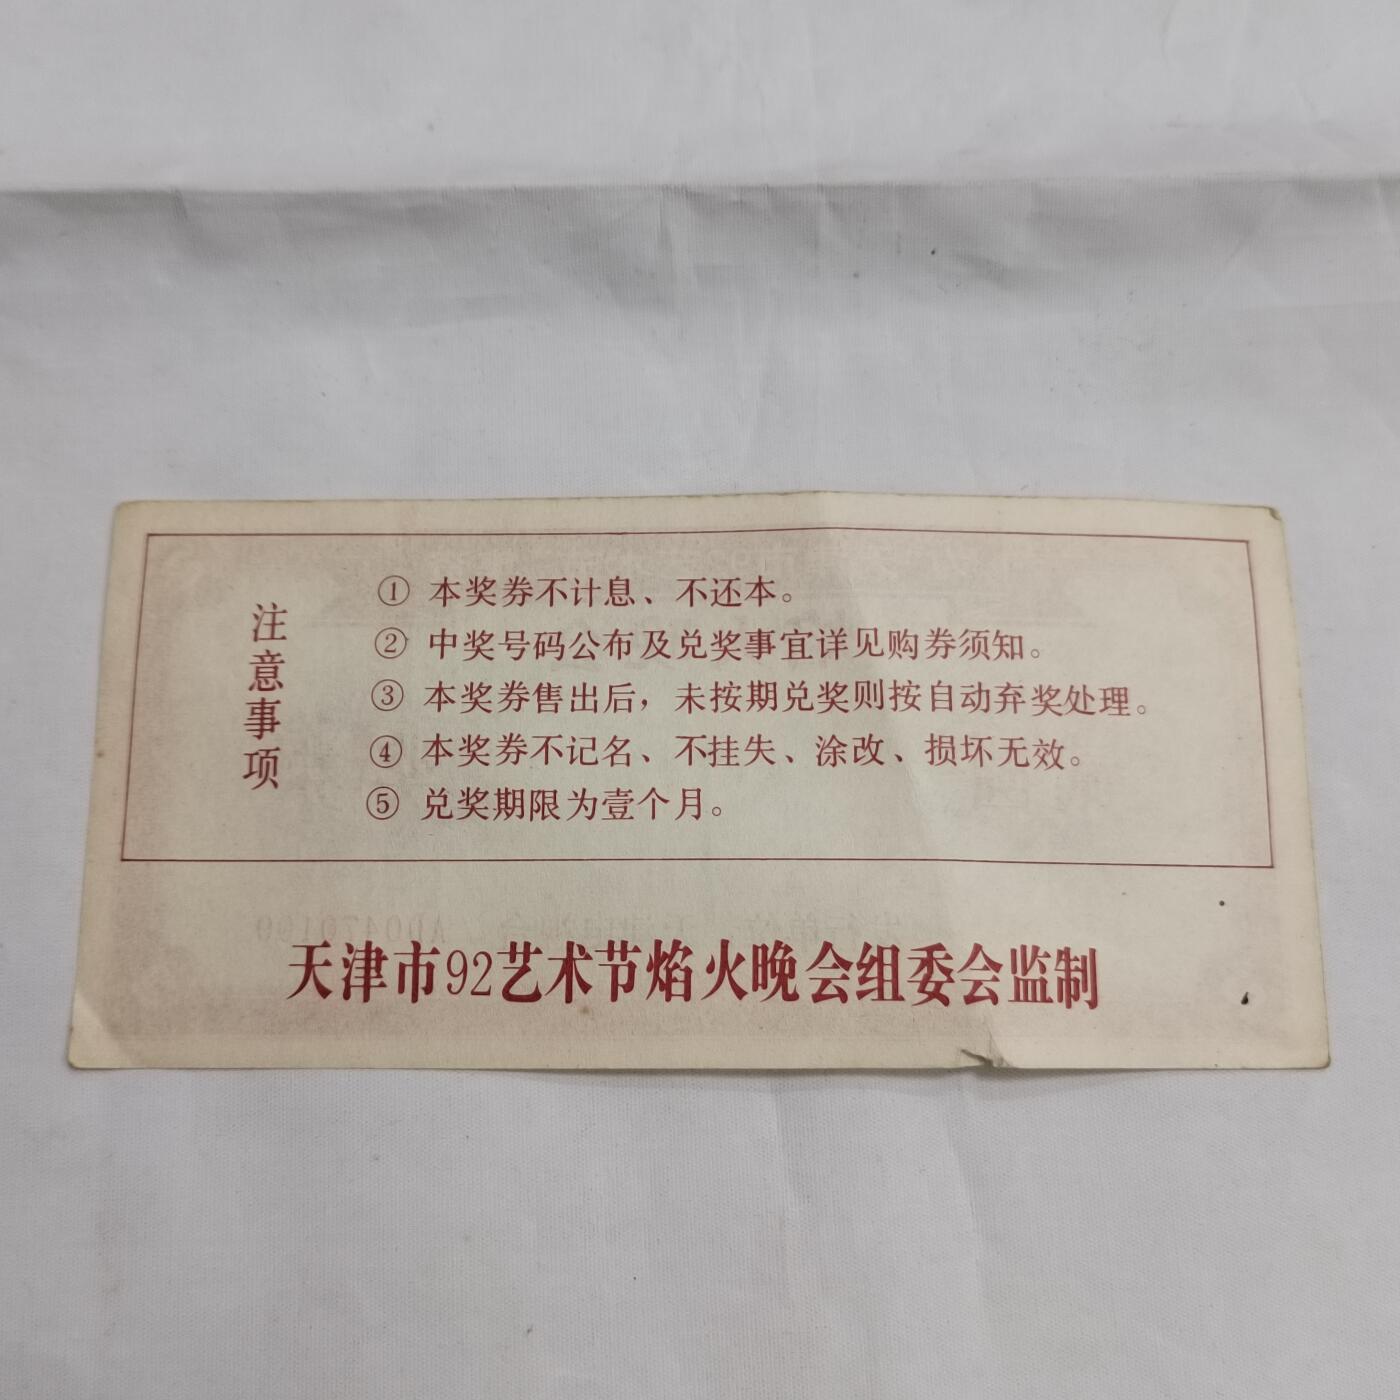 注意事项
① 本奖券不计息、不还本。
② 中奖号码公布及兑奖事宜详见购券须知。
③ 本奖券售出后，未按期兑奖则按自动弃奖处理。
④ 本奖券不记名、不挂失、涂改、损坏无效。
⑤ 兑奖期限为壹个月。
天津市92艺术节焰火晚会组委会监制